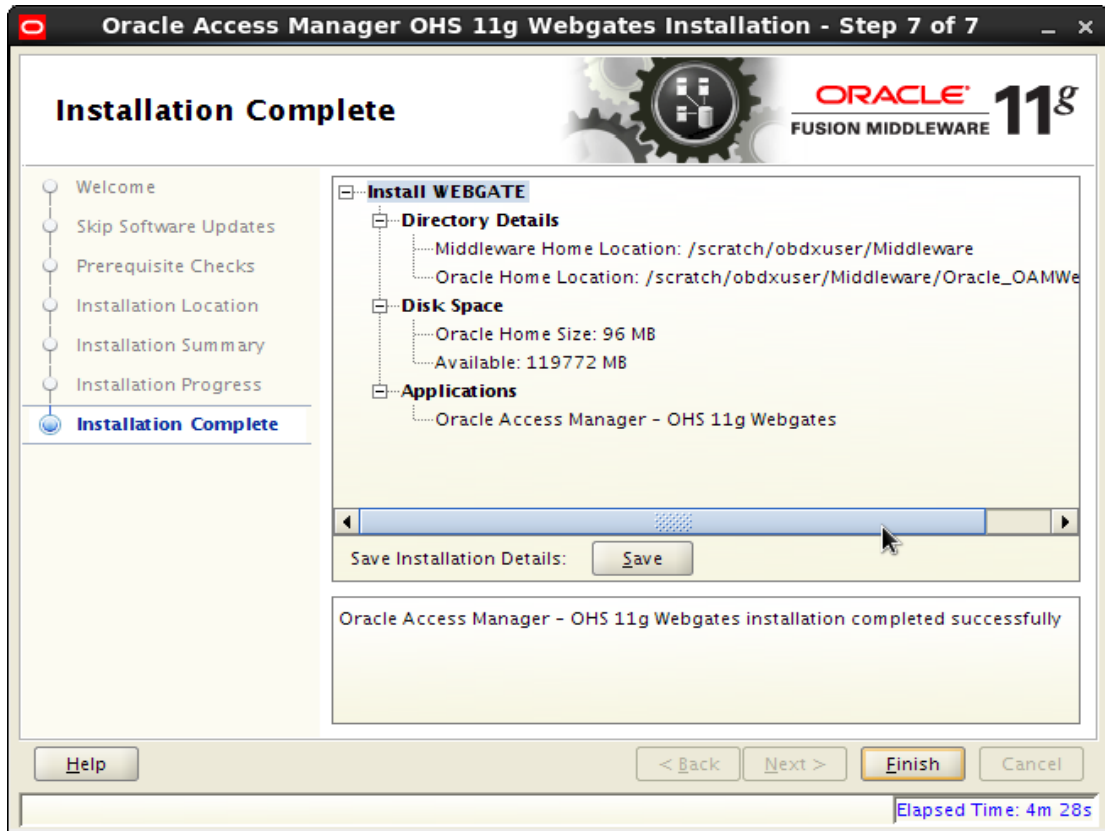 Oracle Access Manager OHS 11g Webgates Installation - Step 7 of 7
Installation Complete
ORACLE
FUSION MIDDLEWARE
11g
Welcome
Skip Software Updates
Prerequisite Checks
Installation Location
Installation Summary
Installation Progress
Installation Complete
Install WEBGATE
Directory Details
Middleware Home Location: /scratch/obdxuser/Middleware
Oracle Home Location: /scratch/obdxuser/Middleware/Oracle_OAMWe
Disk Space
Oracle Home Size: 96 MB
Available: 119772 MB
Applications
Oracle Access Manager - OHS 11g Webgates
Save Installation Details:
Save
Oracle Access Manager - OHS 11g Webgates installation completed successfully
Help
< Back
Next >
Finish
Cancel
Elapsed Time: 4m 28s